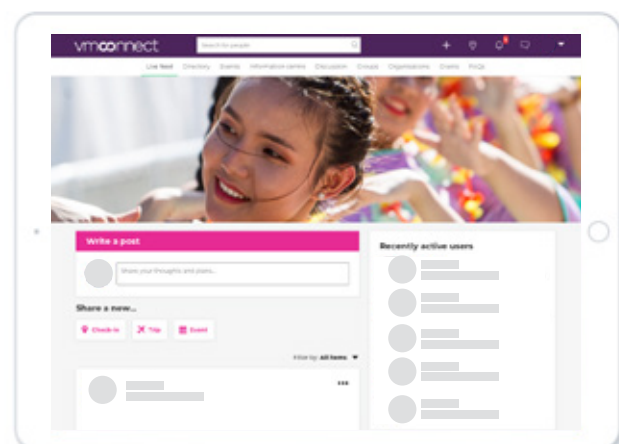 vmconnect Search for people
Live feed Directory Events Information centre Discussion Groups Organisations Drains FAQs
Write a post
Share your thoughts and plans...
Recently active users
Share a new...
Check-in Trip Event
Filter by: All items